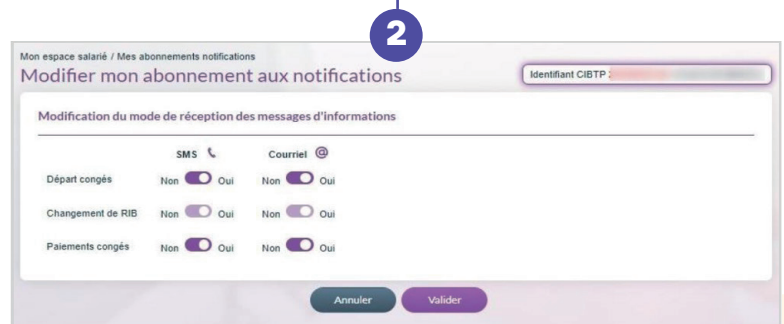 2
Mon espace salarié / Mes abonnements notifications
Modifier mon abonnement aux notifications
Identifiant CIBTP
Modification du mode de réception des messages d'informations
SMS Courriel @
Départ congés Non Oui Non Oui
Changement de RIB Non Oui Non Oui
Paiements congés Non Oui Non Oui
Annuler Valider